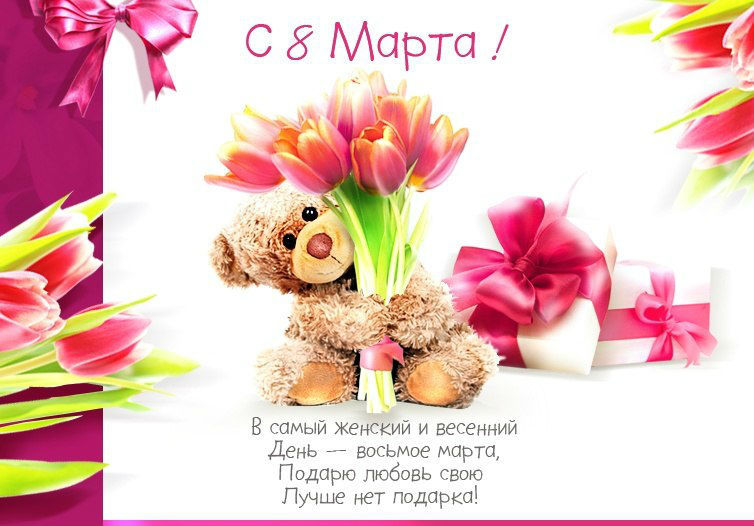 С 8 Марта !
В самый женский и весенний
День -- восьмое марта,
Подарю любовь свою
Лучше нет подарка!